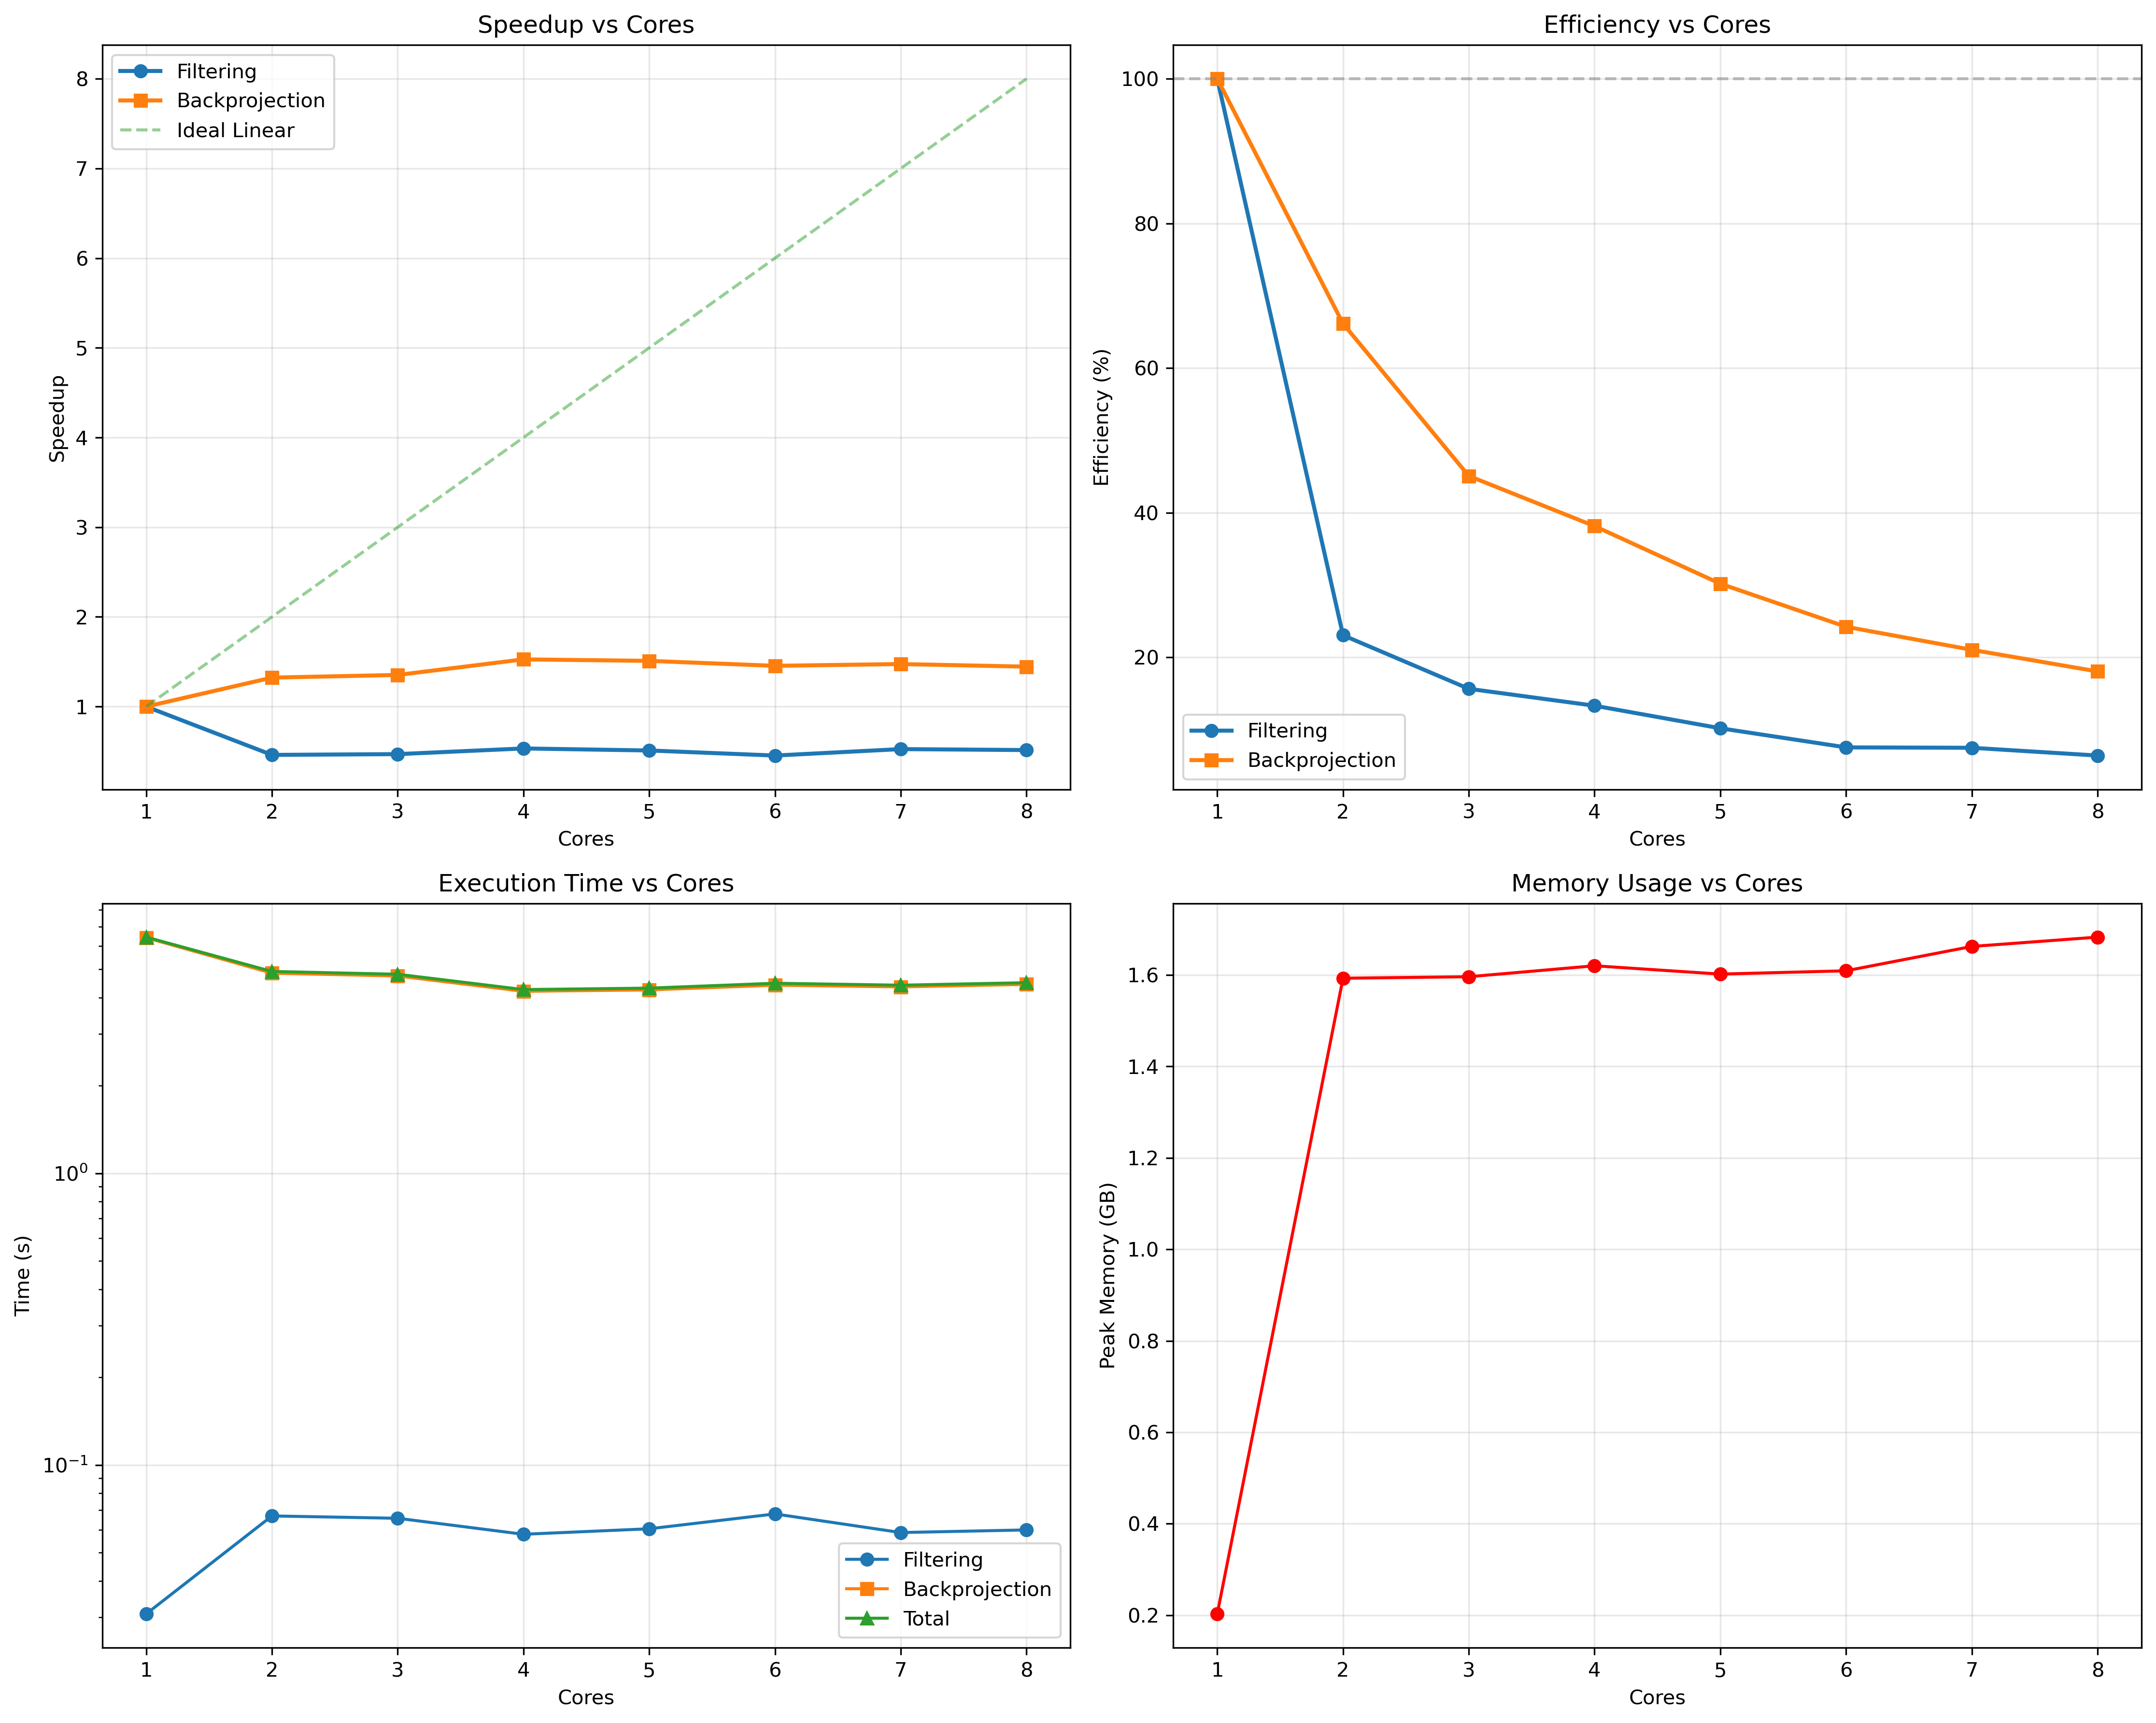 Speedup vs Cores
Filtering
Backprojection
Ideal Linear
8
7
6
5
4
3
2
1
Speedup
1 2 3 4 5 6 7 8
Cores
Efficiency vs Cores
100
80
60
40
20
Efficiency (%)
Filtering
Backprojection
1 2 3 4 5 6 7 8
Cores
Execution Time vs Cores
10⁰
10⁻¹
Time (s)
Filtering
Backprojection
Total
1 2 3 4 5 6 7 8
Cores
Memory Usage vs Cores
1.6
1.4
1.2
1.0
0.8
0.6
0.4
0.2
Peak Memory (GB)
1 2 3 4 5 6 7 8
Cores